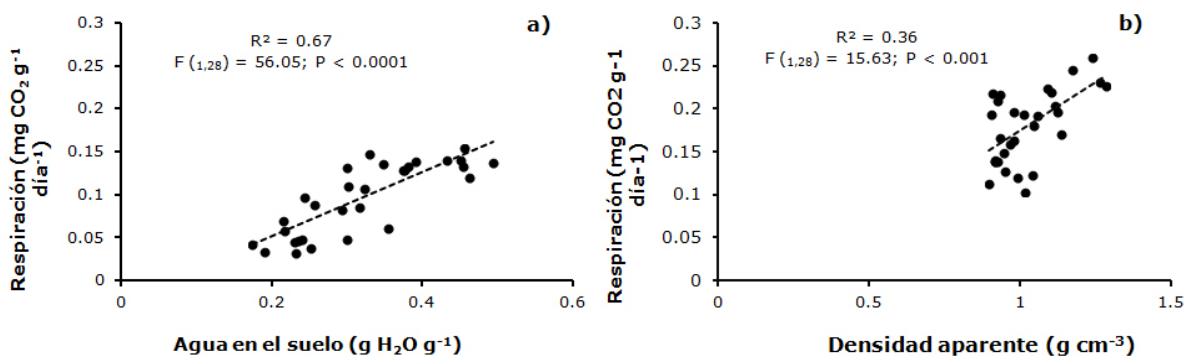 a)
R² = 0.67
F (1,28) = 56.05; P < 0.0001
0.3
0.25
0.2
0.15
0.1
0.05
0
0
0.2
0.4
0.6
Respiración (mg CO₂ g⁻¹
día⁻¹)
Agua en el suelo (g H₂O g⁻¹)
b)
R² = 0.36
F (1,28) = 15.63; P < 0.001
0.3
0.25
0.2
0.15
0.1
0.05
0
0
0.5
1
1.5
Respiración (mg CO2 g-1
día-1)
Densidad aparente (g cm⁻³)